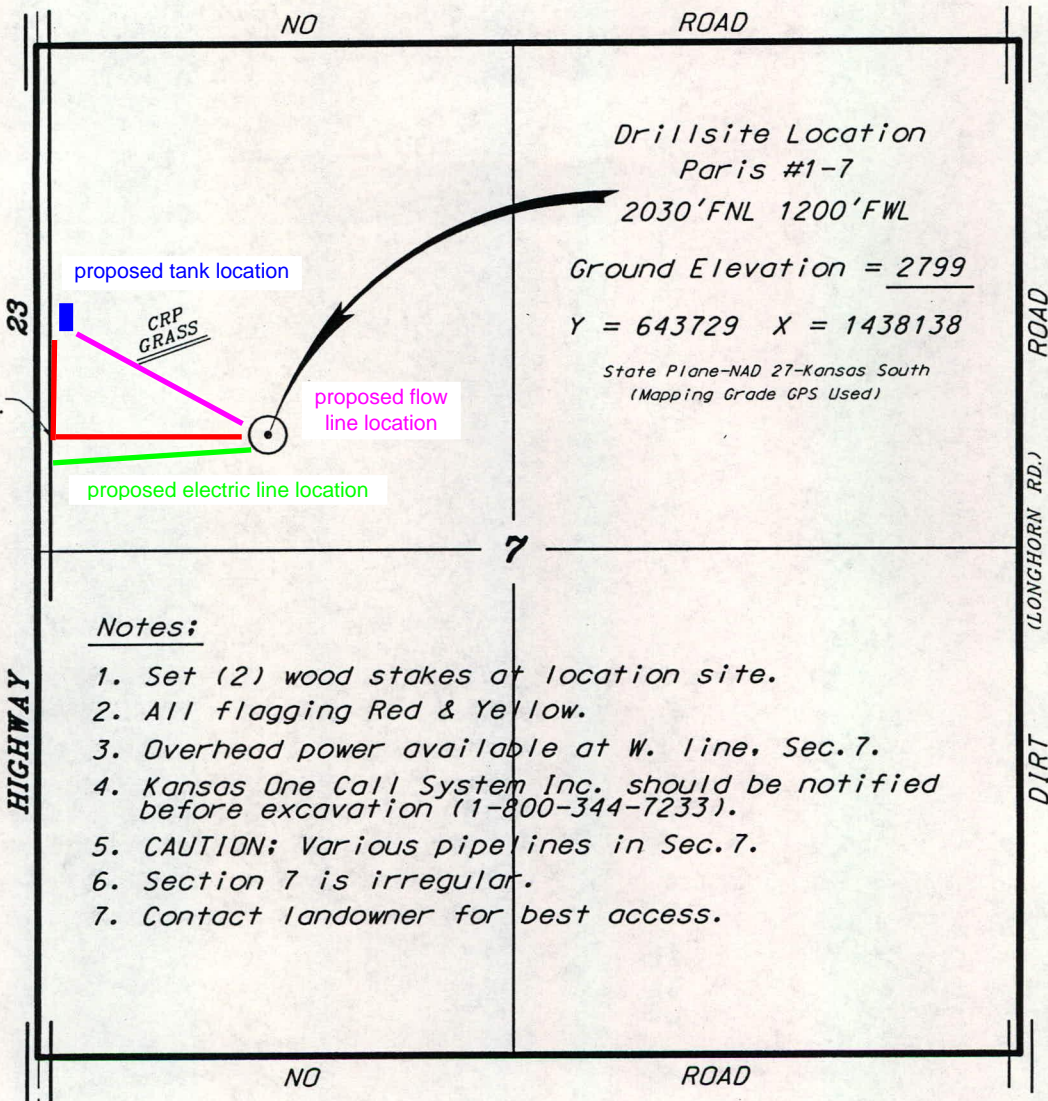 NO ROAD
Drillsite Location
Paris #1-7
2030'FNL 1200'FWL
Ground Elevation = 2799
Y = 643729 X = 1438138
State Plane-NAD 27-Kansas South
(Mapping Grade GPS Used)
proposed tank location
CRP
GRASS
proposed flow
line location
proposed electric line location
7
HIGHWAY 23
DIRT (LONGHORN RD.) ROAD
Notes:
1. Set (2) wood stakes at location site.
2. All flagging Red & Yellow.
3. Overhead power available at W. line, Sec.7.
4. Kansas One Call System Inc. should be notified
before excavation (1-800-344-7233).
5. CAUTION: Various pipelines in Sec.7.
6. Section 7 is irregular.
7. Contact landowner for best access.
NO ROAD